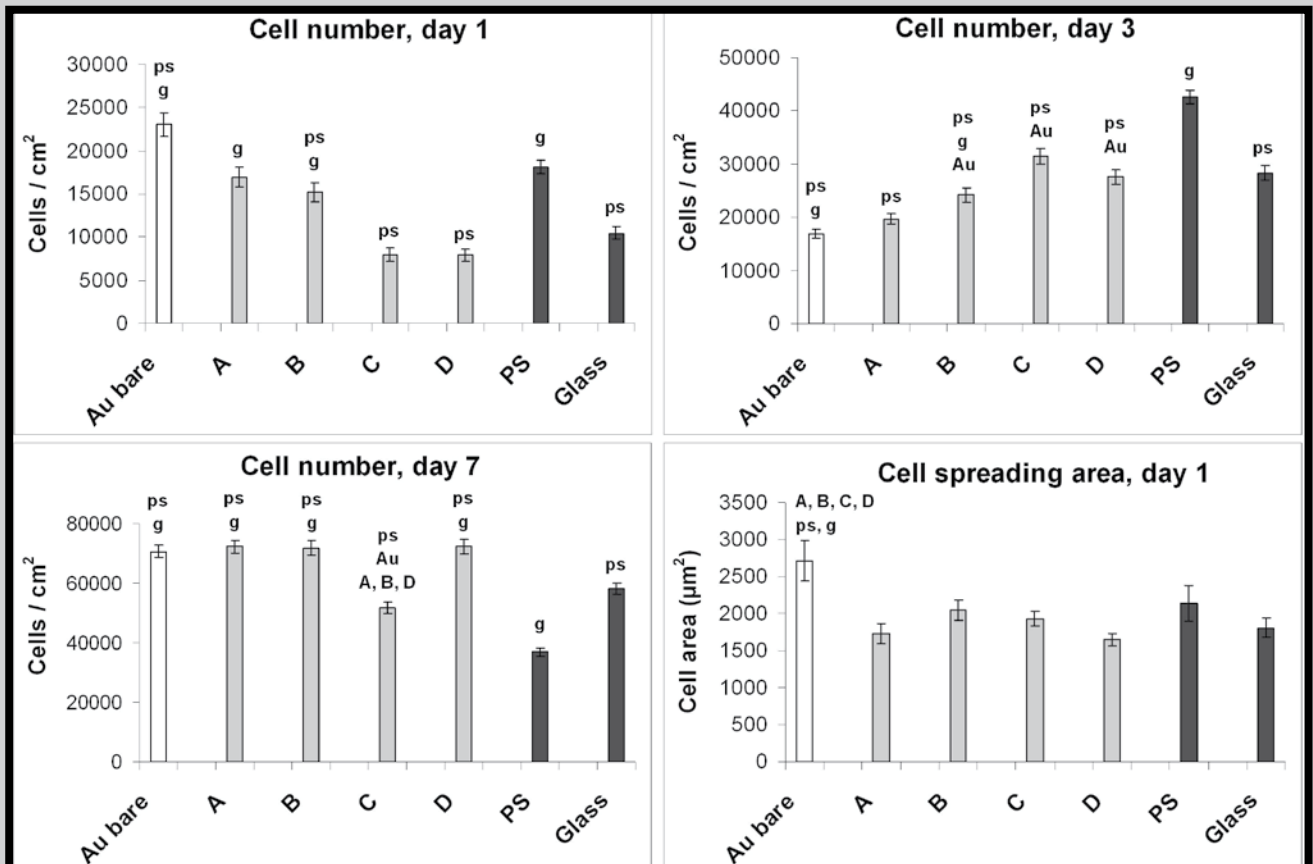 Cell number, day 1
Cells / cm²
30000
25000
20000
15000
10000
5000
0
ps
g
g
ps
g
ps
ps
g
ps
Au bare
A
B
C
D
PS
Glass
Cell number, day 3
Cells / cm²
50000
40000
30000
20000
10000
0
ps
g
ps
ps
g
Au
ps
Au
ps
Au
g
ps
Au bare
A
B
C
D
PS
Glass
Cell number, day 7
Cells / cm²
80000
60000
40000
20000
0
ps
g
ps
g
ps
g
ps
Au
A, B, D
ps
g
g
ps
Au bare
A
B
C
D
PS
Glass
Cell spreading area, day 1
Cell area (µm²)
3500
3000
2500
2000
1500
1000
500
0
A, B, C, D
ps, g
Au bare
A
B
C
D
PS
Glass